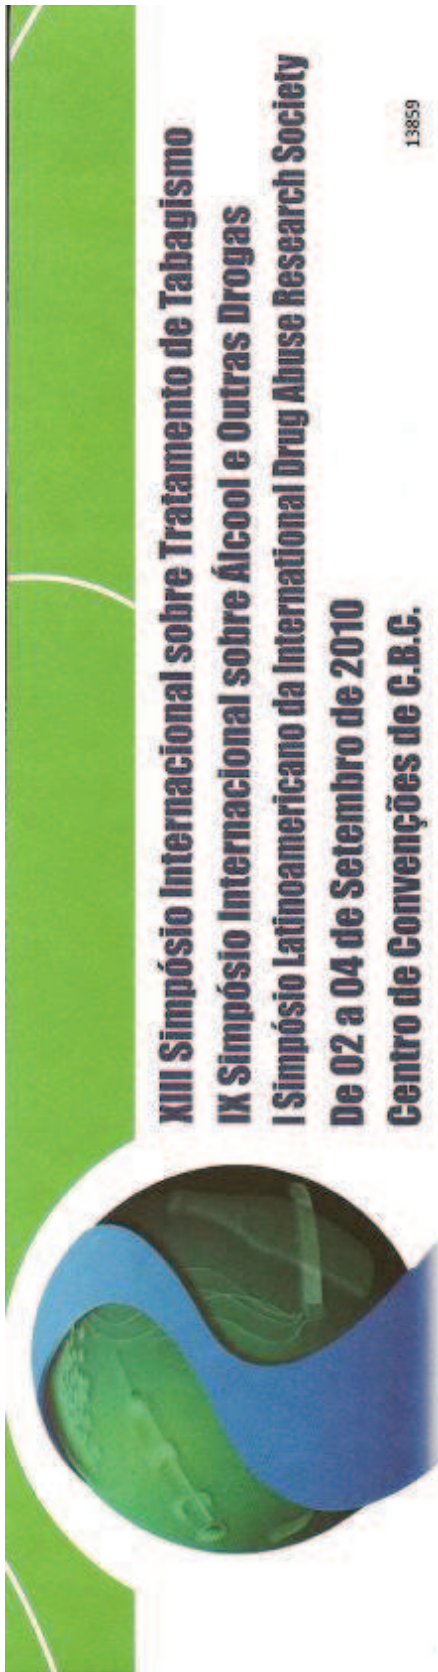 XIII Simpósio Internacional sobre Tratamento de Tabagismo
IX Simpósio Internacional sobre Álcool e Outras Drogas
I Simpósio Latinoamericano da International Drug Abuse Research Society
De 02 a 04 de Setembro de 2010
Centro de Convenções de C.B.C.
13859